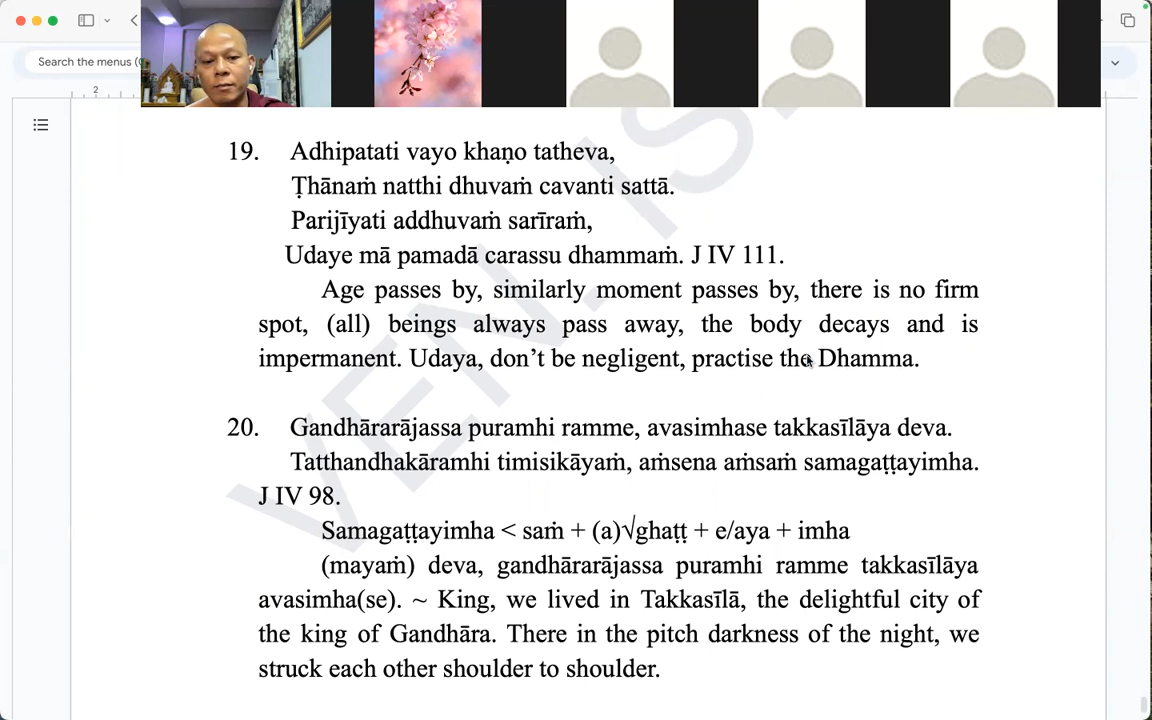 Search the menus (
2
19. Adhipatati vayo khaṇo tatheva,
Ṭhānaṁ natthi dhuvaṁ cavanti sattā.
Parijīyati addhuvaṁ sarīraṁ,
Udaye mā pamadā carassu dhammaṁ. J IV 111.
Age passes by, similarly moment passes by, there is no firm
spot, (all) beings always pass away, the body decays and is
impermanent. Udaya, don’t be negligent, practise the Dhamma.
20. Gandhārarājassa puramhi ramme, avasimhase takkasīlāya deva.
Tatthandhakāramhi timisikāyaṁ, aṁsena aṁsaṁ samagaṭṭayimha.
J IV 98.
Samagaṭṭayimha < saṁ + (a)√ghaṭṭ + e/aya + imha
(mayaṁ) deva, gandhārarājassa puramhi ramme takkasīlāya
avasimha(se). ~ King, we lived in Takkasīlā, the delightful city of
the king of Gandhāra. There in the pitch darkness of the night, we
struck each other shoulder to shoulder.
VEN. IS